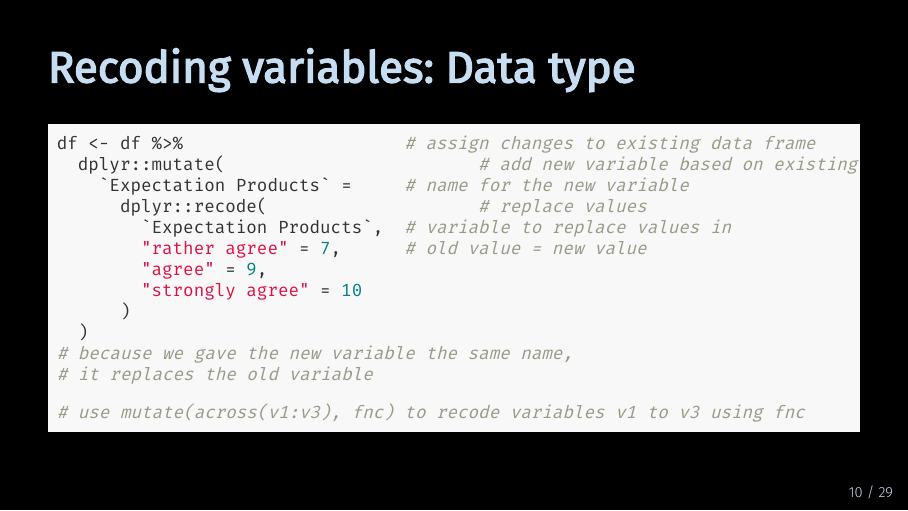 Recoding variables: Data type
df <- df %>% # assign changes to existing data frame
dplyr::mutate( # add new variable based on existing
`Expectation Products` = # name for the new variable
dplyr::recode( # replace values
`Expectation Products`, # variable to replace values in
"rather agree" = 7, # old value = new value
"agree" = 9,
"strongly agree" = 10
)
)
# because we gave the new variable the same name,
# it replaces the old variable
# use mutate(across(v1:v3), fnc) to recode variables v1 to v3 using fnc
10 / 29